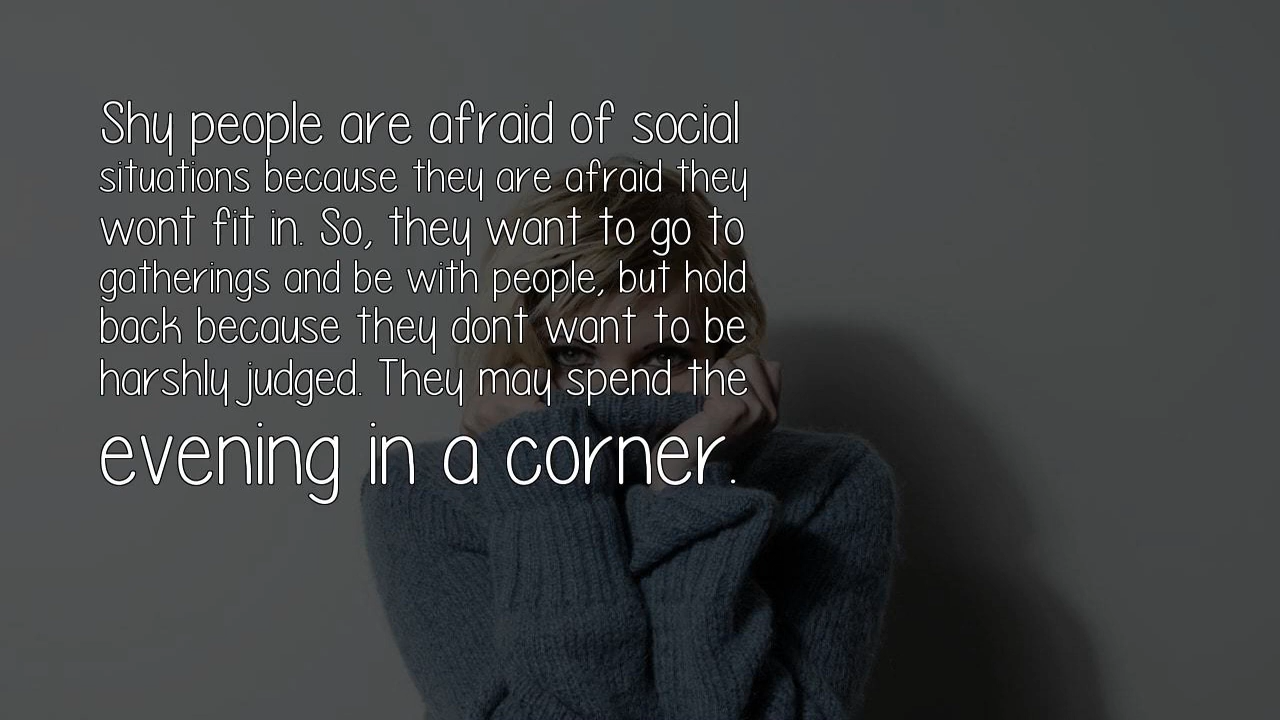 Shy people are afraid of social
situations because they are afraid they
wont fit in. So, they want to go to
gatherings and be with people, but hold
back because they dont want to be
harshly judged. They may spend the
evening in a corner.